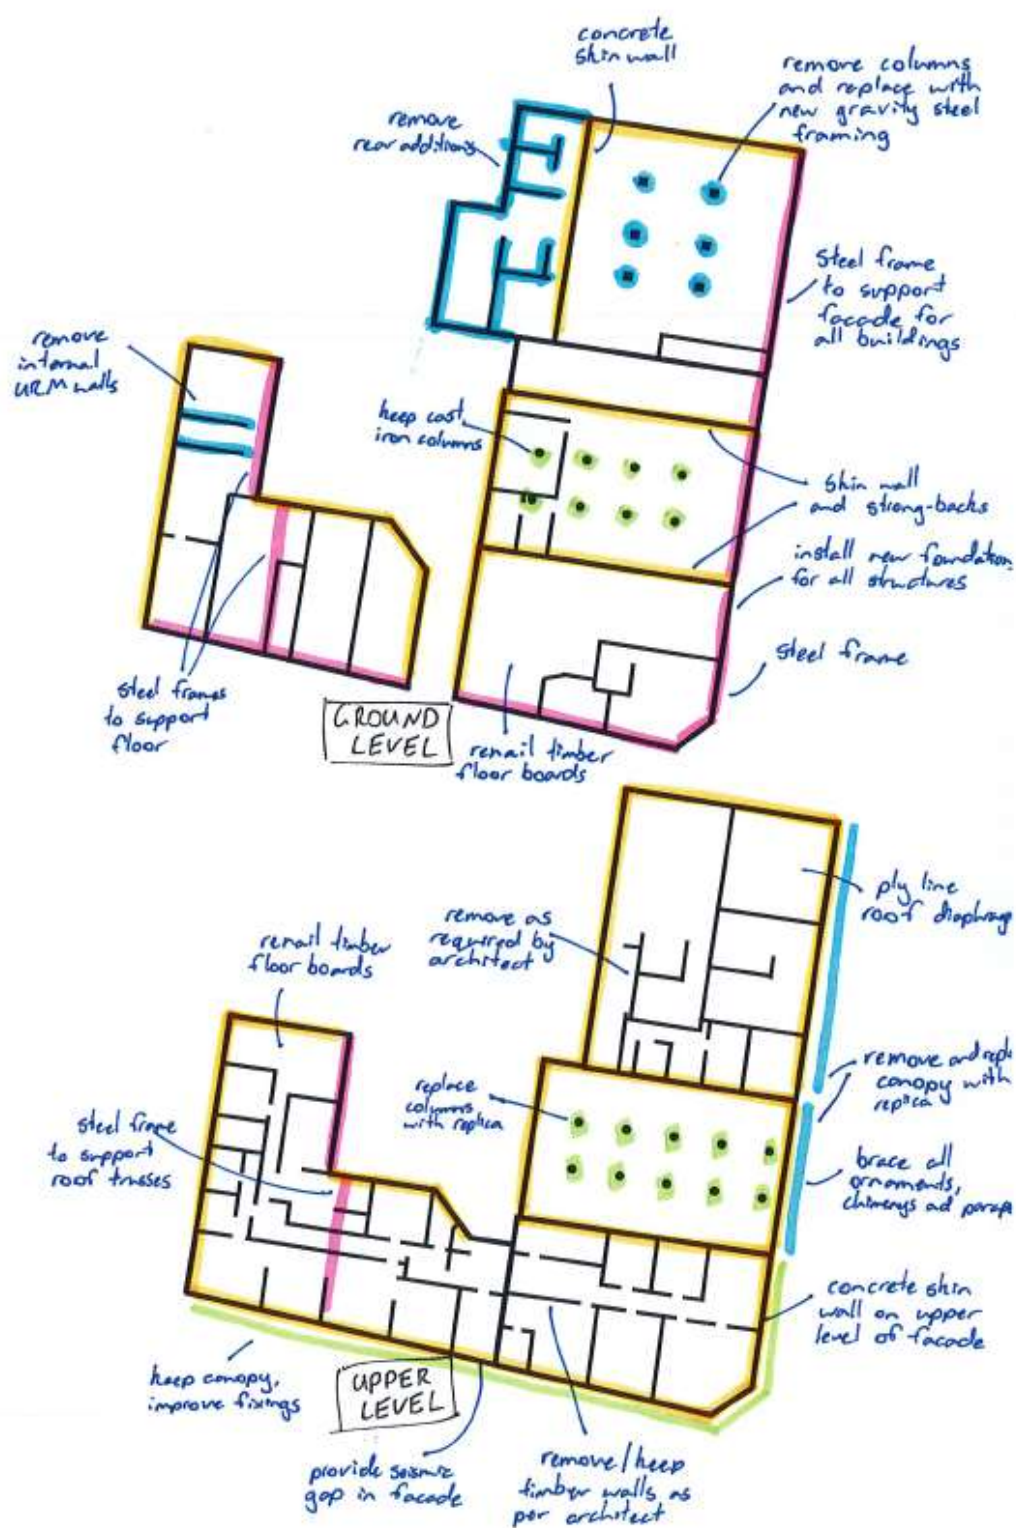 concrete
skin wall
remove columns
and replace with
new gravity steel
framing
remove
rear additions
Steel frame
to support
facade for
all buildings
remove
internal
URM walls
keep cast
iron columns
skin wall
and strong-backs
install new foundation
for all structures
steel frame
steel frames
to support
floor
GROUND
LEVEL
renail timber
floor boards
ply line
roof diaphrag
remove as
required by
architect
renail timber
floor boards
remove and repl
canopy with
replica
replace
columns
with replica
steel frame
to support
roof trusses
brace all
ornaments,
chimenys ad parap
concrete skin
wall on upper
level of facade
keep canopy,
improve fixings
UPPER
LEVEL
provide seismic
gap in facade
remove/keep
timber walls as
per architect